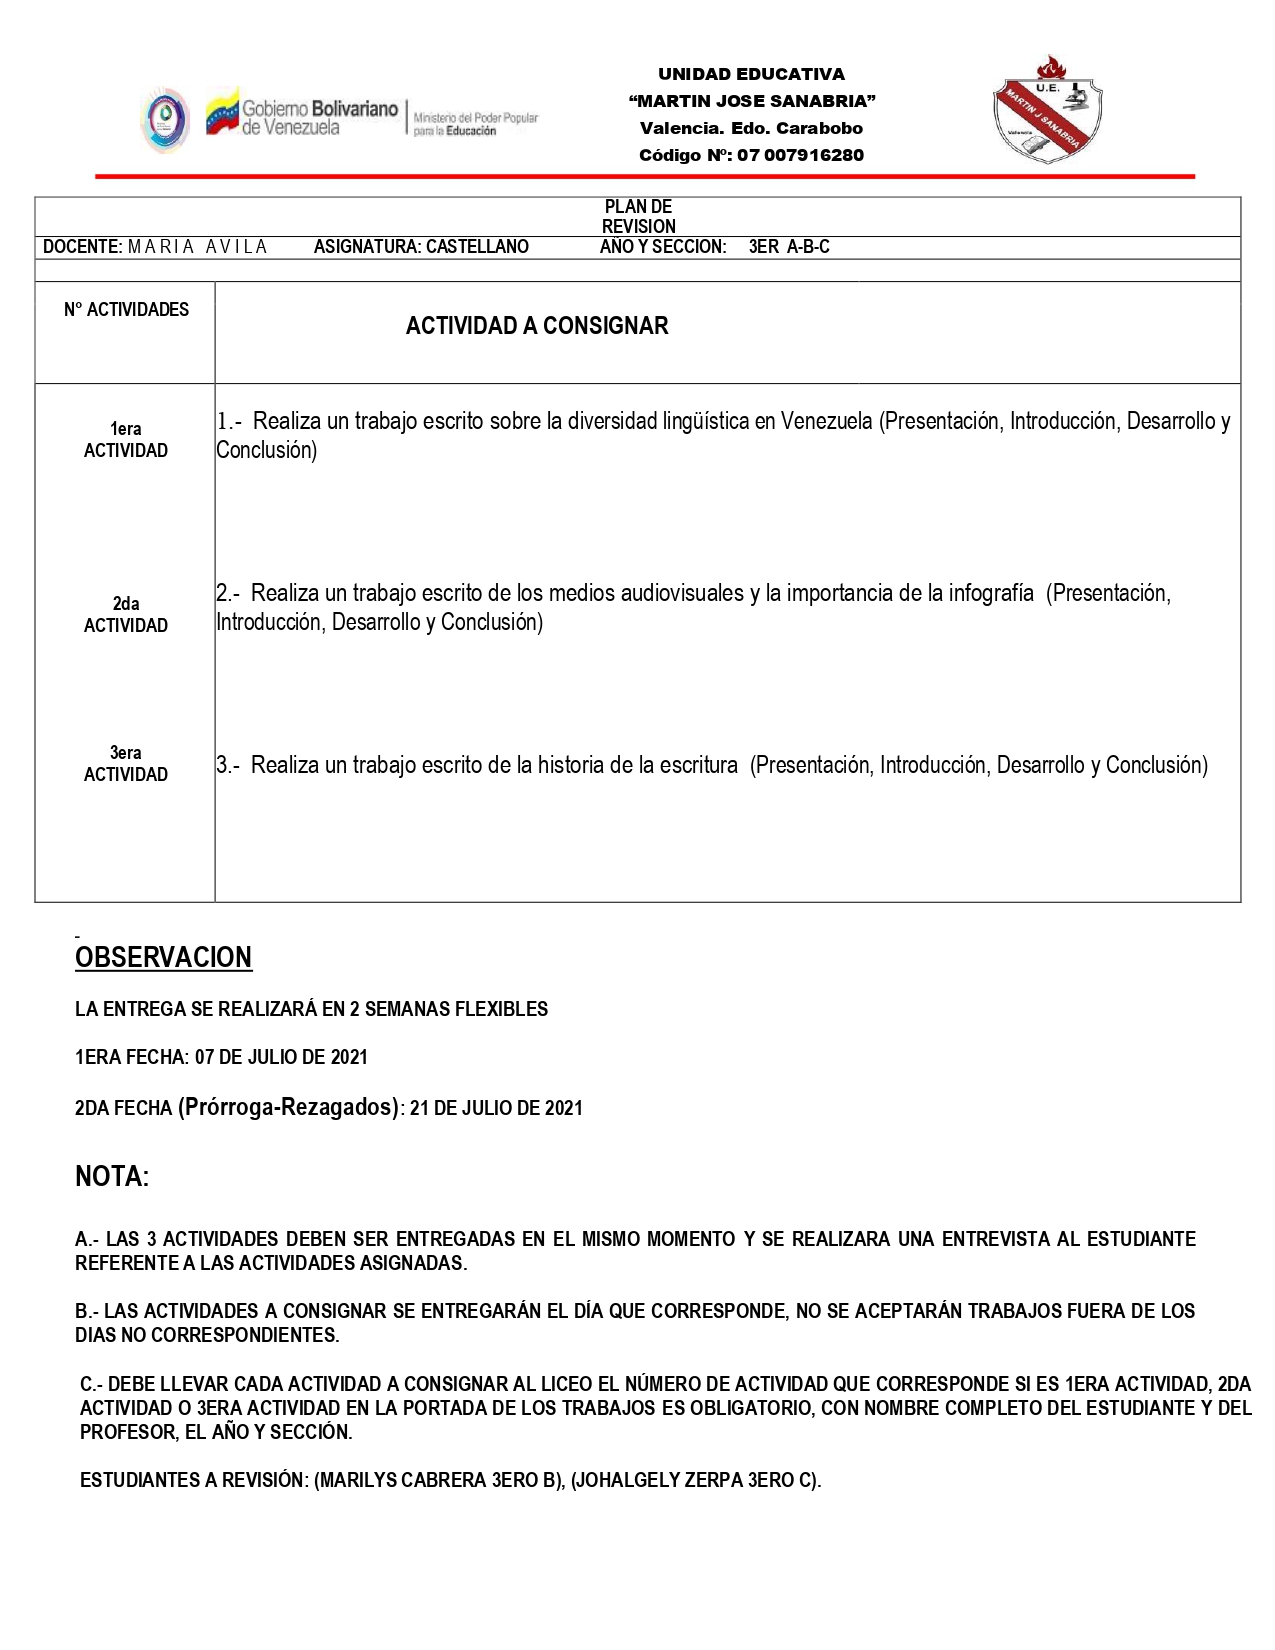 Gobierno Bolivariano
de Venezuela
Ministerio del Poder Popular
para la Educación
UNIDAD EDUCATIVA
“MARTIN JOSE SANABRIA”
Valencia. Edo. Carabobo
Código Nº: 07 007916280
U.E.
MARTIN J SANABRIA
Valencia
PLAN DE
REVISION
DOCENTE: MARIA AVILA ASIGNATURA: CASTELLANO AÑO Y SECCION: 3ER A-B-C
N° ACTIVIDADES
ACTIVIDAD A CONSIGNAR
1era
ACTIVIDAD
1.- Realiza un trabajo escrito sobre la diversidad lingüística en Venezuela (Presentación, Introducción, Desarrollo y
Conclusión)
2da
ACTIVIDAD
2.- Realiza un trabajo escrito de los medios audiovisuales y la importancia de la infografía (Presentación,
Introducción, Desarrollo y Conclusión)
3era
ACTIVIDAD
3.- Realiza un trabajo escrito de la historia de la escritura (Presentación, Introducción, Desarrollo y Conclusión)
OBSERVACION
LA ENTREGA SE REALIZARÁ EN 2 SEMANAS FLEXIBLES
1ERA FECHA: 07 DE JULIO DE 2021
2DA FECHA (Prórroga-Rezagados): 21 DE JULIO DE 2021
NOTA:
A.- LAS 3 ACTIVIDADES DEBEN SER ENTREGADAS EN EL MISMO MOMENTO Y SE REALIZARA UNA ENTREVISTA AL ESTUDIANTE
REFERENTE A LAS ACTIVIDADES ASIGNADAS.
B.- LAS ACTIVIDADES A CONSIGNAR SE ENTREGARÁN EL DÍA QUE CORRESPONDE, NO SE ACEPTARÁN TRABAJOS FUERA DE LOS
DIAS NO CORRESPONDIENTES.
C.- DEBE LLEVAR CADA ACTIVIDAD A CONSIGNAR AL LICEO EL NÚMERO DE ACTIVIDAD QUE CORRESPONDE SI ES 1ERA ACTIVIDAD, 2DA
ACTIVIDAD O 3ERA ACTIVIDAD EN LA PORTADA DE LOS TRABAJOS ES OBLIGATORIO, CON NOMBRE COMPLETO DEL ESTUDIANTE Y DEL
PROFESOR, EL AÑO Y SECCIÓN.
ESTUDIANTES A REVISIÓN: (MARILYS CABRERA 3ERO B), (JOHALGELY ZERPA 3ERO C).